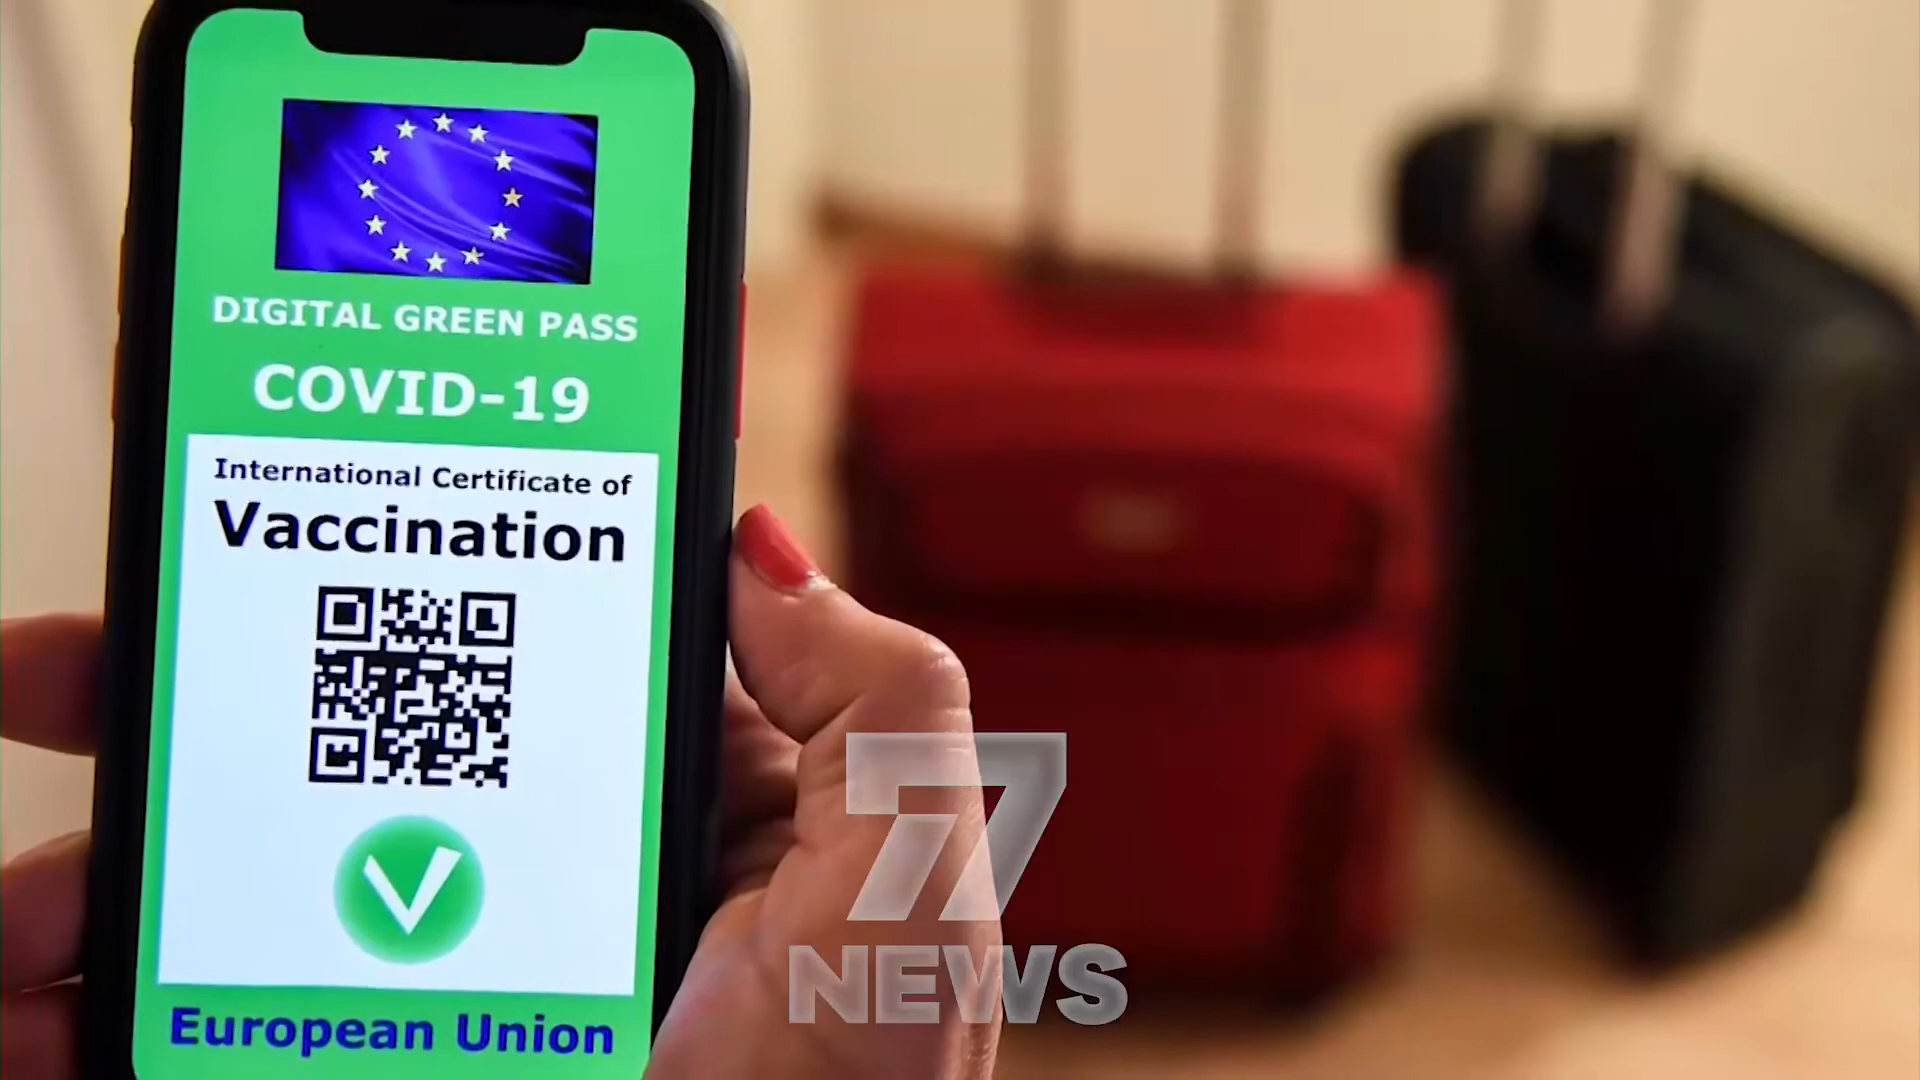 DIGITAL GREEN PASS
COVID-19
International Certificate of
Vaccination
European Union
7
NEWS